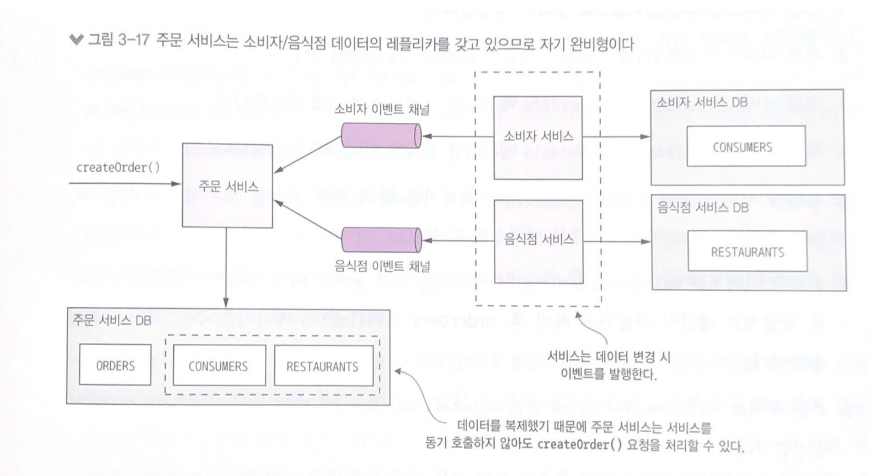 그림 3-17 주문 서비스는 소비자/음식점 데이터의 레플리카를 갖고 있으므로 자기 완비형이다
소비자 이벤트 채널
소비자 서비스
소비자 서비스 DB
CONSUMERS
createOrder()
주문 서비스
음식점 서비스
음식점 서비스 DB
RESTAURANTS
음식점 이벤트 채널
주문 서비스 DB
ORDERS
CONSUMERS
RESTAURANTS
서비스는 데이터 변경 시
이벤트를 발행한다.
데이터를 복제했기 때문에 주문 서비스는 서비스를
동기 호출하지 않아도 createOrder() 요청을 처리할 수 있다.